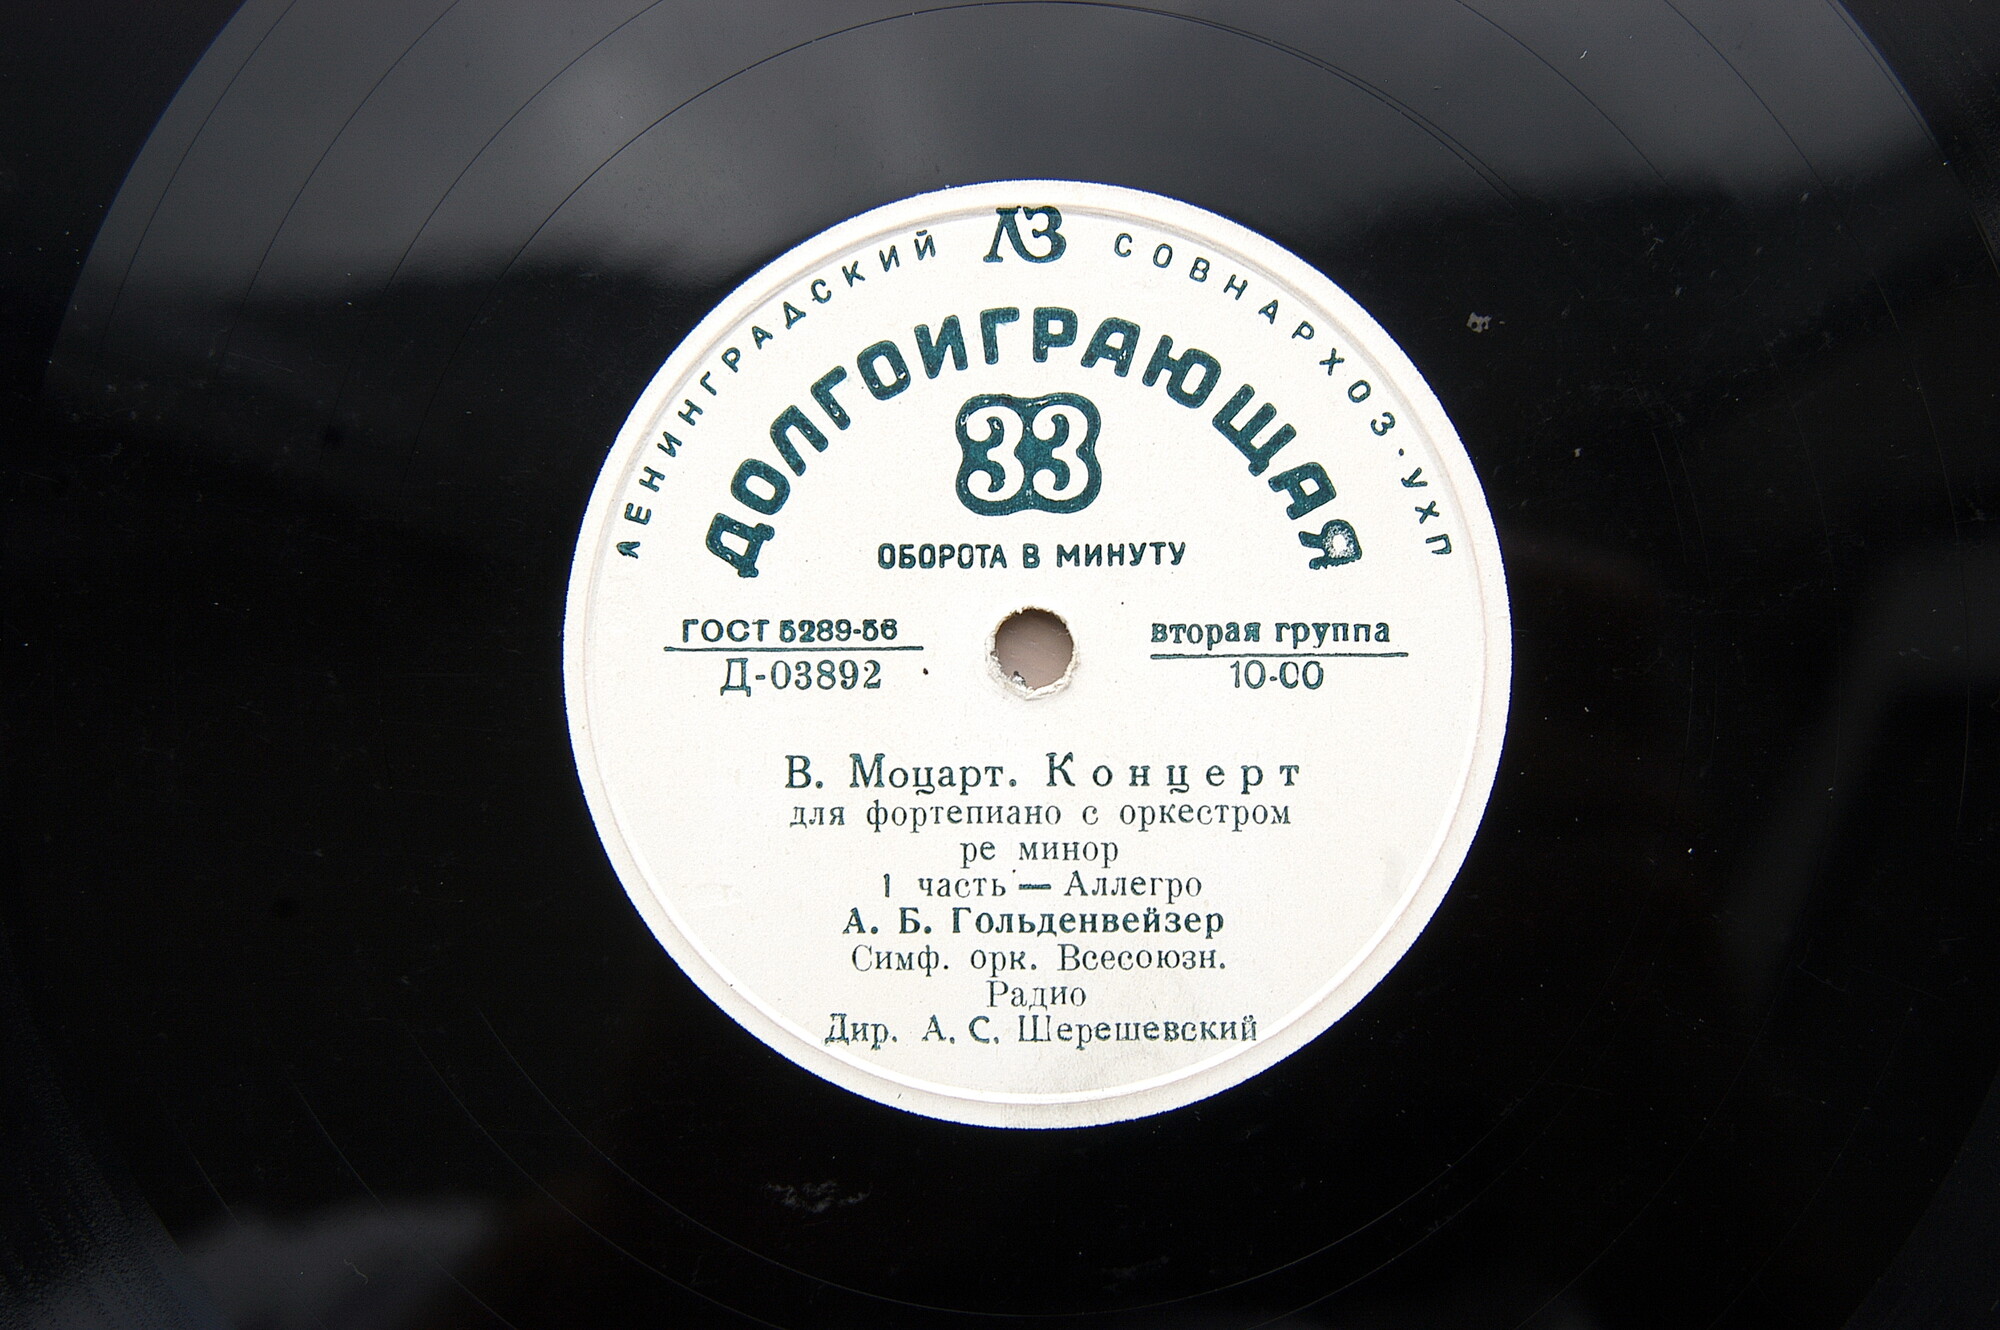 ЛЕНИНГРАДСКИЙ ЛЗ СОВНАРХОЗ · УХП
ДОЛГОИГРАЮЩАЯ
33
ОБОРОТА В МИНУТУ
ГОСТ 5289-56
Д-03892
вторая группа
10-00
В. Моцарт. Концерт
для фортепиано с оркестром
ре минор
1 часть — Аллегро
А. Б. Гольденвейзер
Симф. орк. Всесоюзн.
Радио
Дир. А. С. Шерешевский